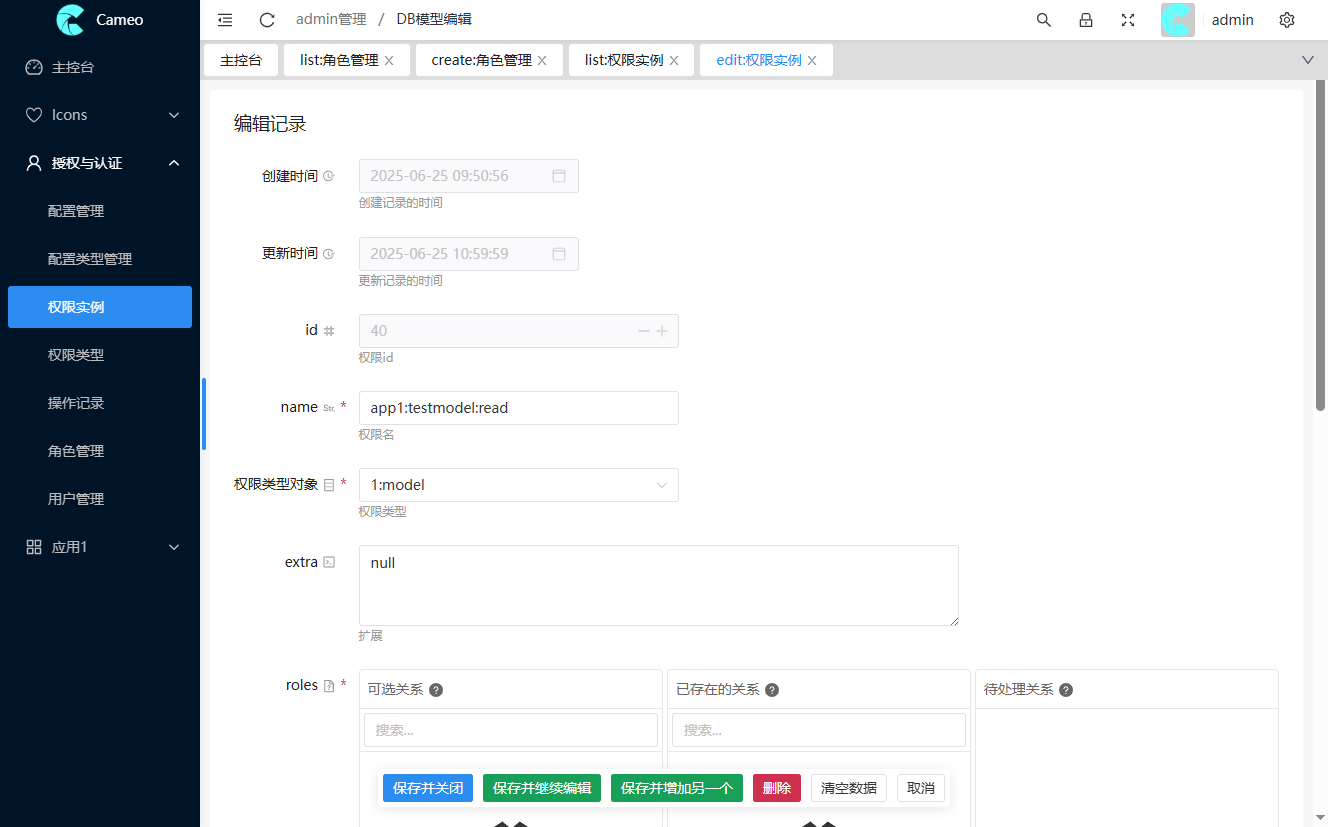 Cameo
admin管理 / DB模型编辑
admin
主控台
list:角色管理
create:角色管理
list:权限实例
edit:权限实例
主控台
Icons
授权与认证
配置管理
配置类型管理
权限实例
权限类型
操作记录
角色管理
用户管理
应用1
编辑记录
创建时间
2025-06-25 09:50:56
创建记录的时间
更新时间
2025-06-25 10:59:59
更新记录的时间
id
40
权限id
name Str. *
app1:testmodel:read
权限名
权限类型对象 *
1:model
权限类型
extra
null
扩展
roles *
可选关系
已存在的关系
待处理关系
搜索...
搜索...
保存并关闭
保存并继续编辑
保存并增加另一个
删除
清空数据
取消